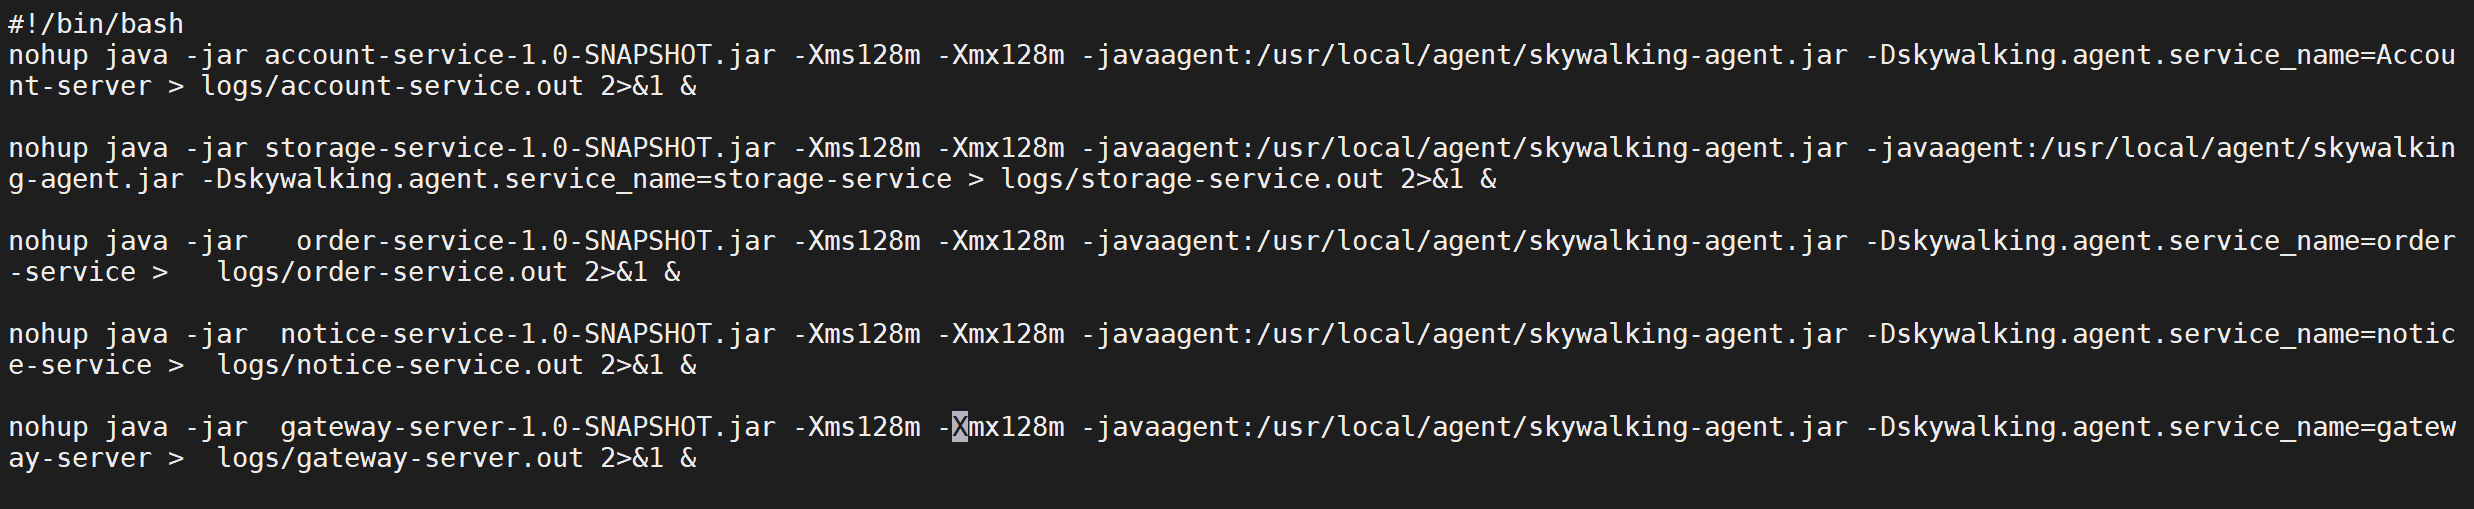 #!/bin/bash
nohup java -jar account-service-1.0-SNAPSHOT.jar -Xms128m -Xmx128m -javaagent:/usr/local/agent/skywalking-agent.jar -Dskywalking.agent.service_name=Accou
nt-server > logs/account-service.out 2>&1 &
nohup java -jar storage-service-1.0-SNAPSHOT.jar -Xms128m -Xmx128m -javaagent:/usr/local/agent/skywalking-agent.jar -javaagent:/usr/local/agent/skywalkin
g-agent.jar -Dskywalking.agent.service_name=storage-service > logs/storage-service.out 2>&1 &
nohup java -jar   order-service-1.0-SNAPSHOT.jar -Xms128m -Xmx128m -javaagent:/usr/local/agent/skywalking-agent.jar -Dskywalking.agent.service_name=order
-service >   logs/order-service.out 2>&1 &
nohup java -jar  notice-service-1.0-SNAPSHOT.jar -Xms128m -Xmx128m -javaagent:/usr/local/agent/skywalking-agent.jar -Dskywalking.agent.service_name=notic
e-service >  logs/notice-service.out 2>&1 &
nohup java -jar  gateway-server-1.0-SNAPSHOT.jar -Xms128m -Xmx128m -javaagent:/usr/local/agent/skywalking-agent.jar -Dskywalking.agent.service_name=gatew
ay-server >  logs/gateway-server.out 2>&1 &